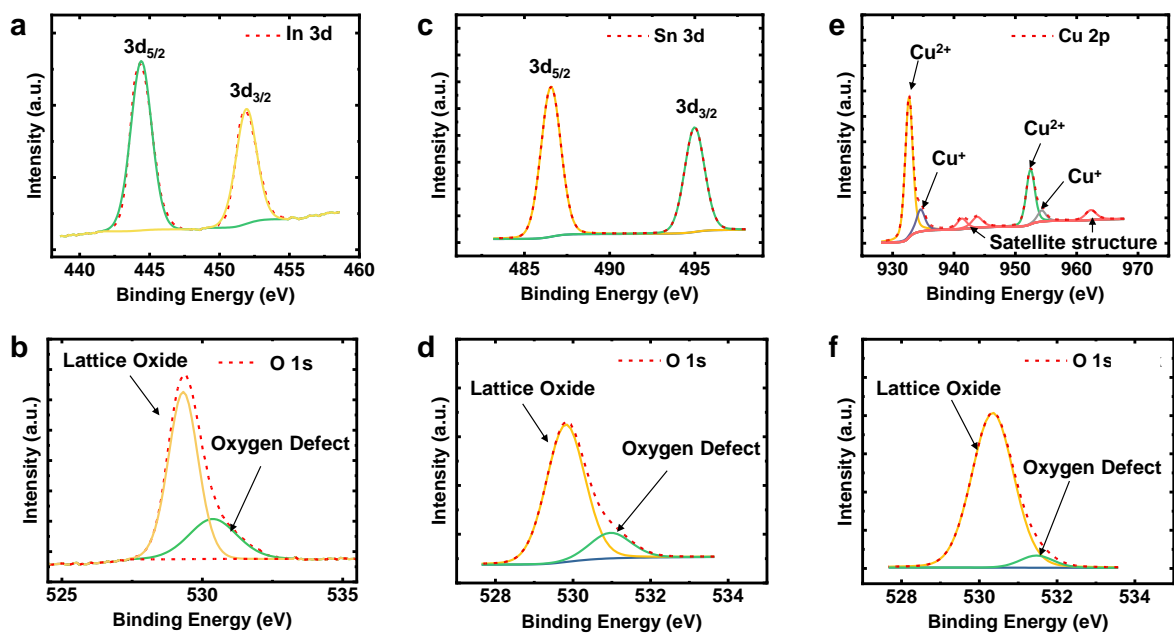 a
In 3d
3d5/2
3d3/2
Intensity (a.u.)
440 445 450 455 460
Binding Energy (eV)
c
Sn 3d
3d5/2
3d3/2
Intensity (a.u.)
485 490 495
Binding Energy (eV)
e
Cu 2p
Cu2+
Cu+
Cu2+
Cu+
Satellite structure
Intensity (a.u.)
930 940 950 960 970
Binding Energy (eV)
b
O 1s
Lattice Oxide
Oxygen Defect
Intensity (a.u.)
525 530 535
Binding Energy (eV)
d
O 1s
Lattice Oxide
Oxygen Defect
Intensity (a.u.)
528 530 532 534
Binding Energy (eV)
f
O 1s
Lattice Oxide
Oxygen Defect
Intensity (a.u.)
528 530 532 534
Binding Energy (eV)